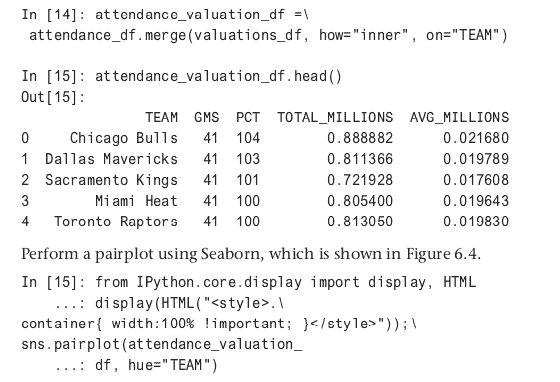 In [14]: attendance_valuation_df =\
attendance_df.merge(valuations_df, how="inner", on="TEAM")
In [15]: attendance_valuation_df.head()
Out[15]:
TEAM GMS PCT TOTAL_MILLIONS AVG_MILLIONS
0 Chicago Bulls 41 104 0.888882 0.021680
1 Dallas Mavericks 41 103 0.811366 0.019789
2 Sacramento Kings 41 101 0.721928 0.017608
3 Miami Heat 41 100 0.805400 0.019643
4 Toronto Raptors 41 100 0.813050 0.019830
Perform a pairplot using Seaborn, which is shown in Figure 6.4.
In [15]: from IPython.core.display import display, HTML
...: display(HTML("<style>.\
container{ width:100% !important; }</style>"));\
sns.pairplot(attendance_valuation_
...: df, hue="TEAM")